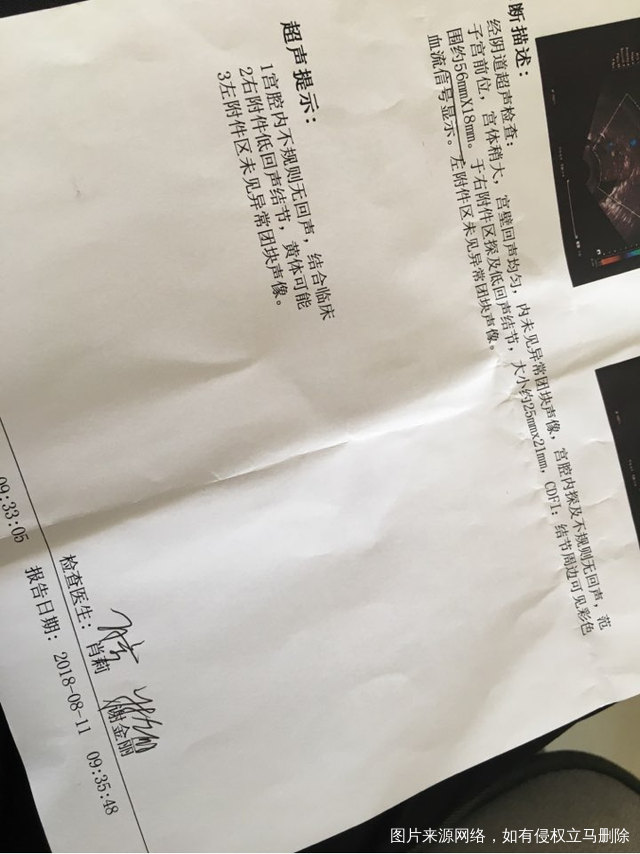 断描述：
经阴道超声检查：
子宫前位，宫体稍大，宫壁回声均匀，内未见异常团块声像，宫腔内探及不规则无回声，范
围约56mmX18mm。于右附件区探及低回声结节，大小约25mmx21mm，CDFI：结节周边可见彩色
血流信号显示。左附件区未见异常团块声像。
超声提示：
1宫腔内不规则无回声，结合临床
2右附件低回声结节，黄体可能
3左附件区未见异常团块声像。
检查医生：肖莉 谢金丽
09:33:05
报告日期：2018-08-11 09:35:48
图片来源网络，如有侵权立马删除